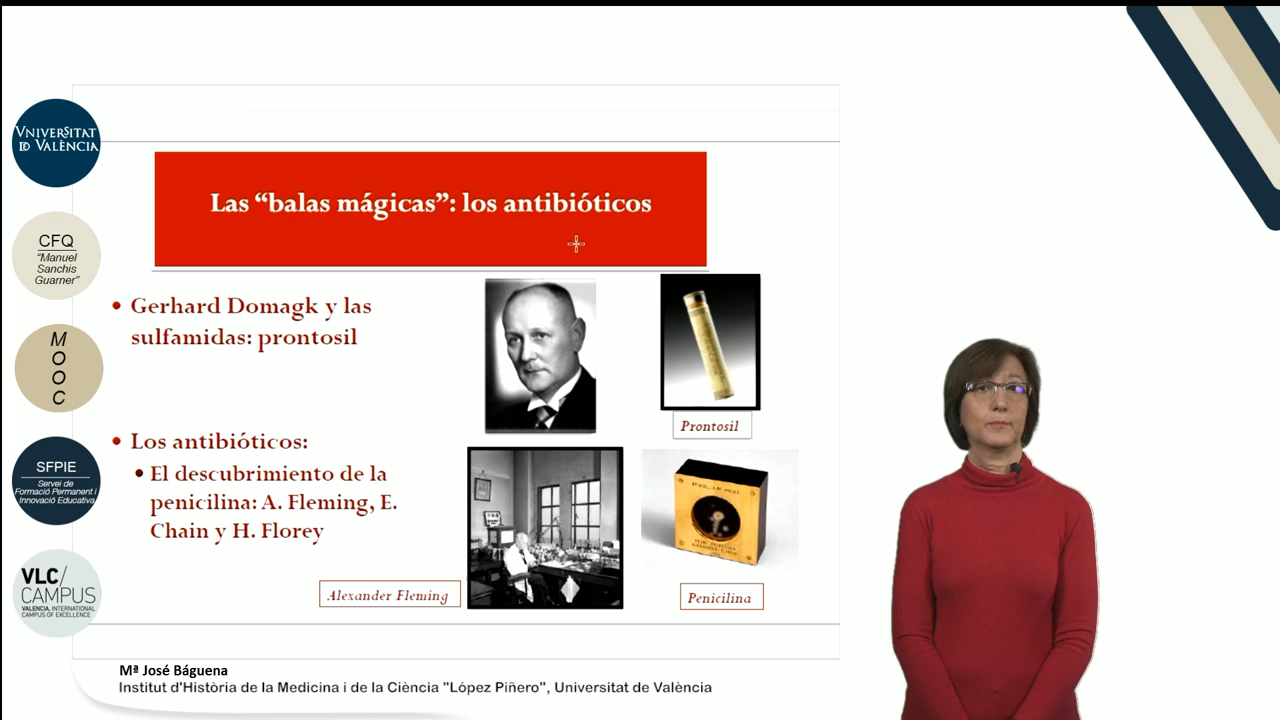 VNIVERSITAT
DE VALÈNCIA
CFQ
“Manuel
Sanchis
Guarner”
M
O
O
C
SFPIE
Servei de
Formació Permanent i
Innovació Educativa
VLC/
CAMPUS
VALENCIA, INTERNATIONAL
CAMPUS OF EXCELLENCE
Las “balas mágicas”: los antibióticos
• Gerhard Domagk y las
sulfamidas: prontosil
Prontosil
• Los antibióticos:
• El descubrimiento de la
penicilina: A. Fleming, E.
Chain y H. Florey
Alexander Fleming
Penicilina
Mª José Báguena
Institut d'Història de la Medicina i de la Ciència "López Piñero", Universitat de València